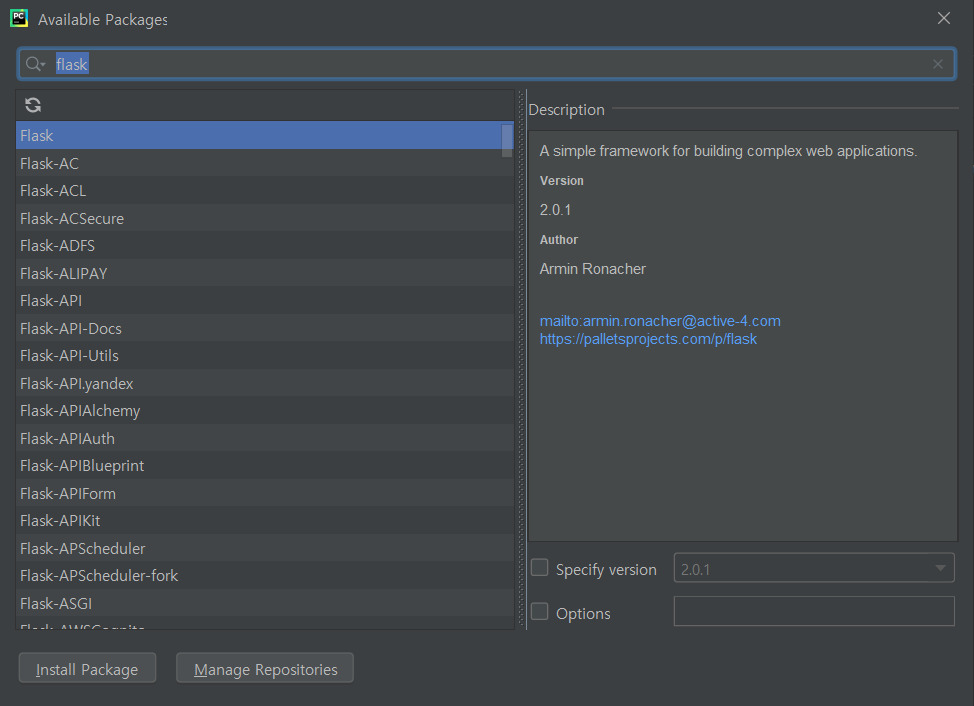 PC
Available Packages
flask
Flask
Flask-AC
Flask-ACL
Flask-ACSecure
Flask-ADFS
Flask-ALIPAY
Flask-API
Flask-API-Docs
Flask-API-Utils
Flask-API.yandex
Flask-APIAlchemy
Flask-APIAuth
Flask-APIBlueprint
Flask-APIForm
Flask-APIKit
Flask-APScheduler
Flask-APScheduler-fork
Flask-ASGI
Flask-AWSCognito
Description
A simple framework for building complex web applications.
Version
2.0.1
Author
Armin Ronacher
mailto:armin.ronacher@active-4.com
https://palletsprojects.com/p/flask
Specify version
2.0.1
Options
Install Package
Manage Repositories